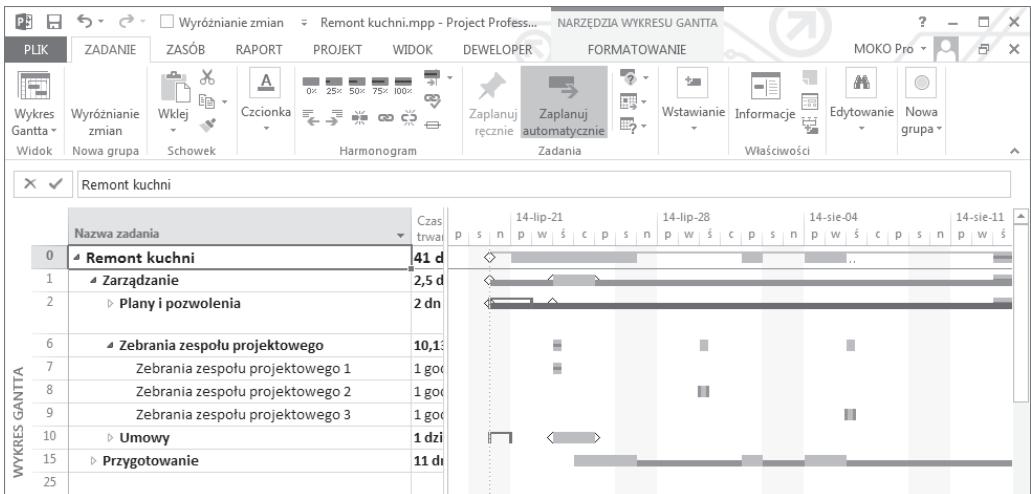 Wyróżnianie zmian
Remont kuchni.mpp - Project Profess...
NARZĘDZIA WYKRESU GANTTA
?
PLIK
ZADANIE
ZASÓB
RAPORT
PROJEKT
WIDOK
DEWELOPER
FORMATOWANIE
MOKO Pro
Wykres Gantta
Wyróżnianie zmian
Wklej
Czcionka
0% 25% 50% 75% 100%
Zaplanuj ręcznie
Zaplanuj automatycznie
Wstawianie
Informacje
Edytowanie
Nowa grupa
Widok
Nowa grupa
Schowek
Harmonogram
Zadania
Właściwości
Remont kuchni
Nazwa zadania
Czas trwa
14-lip-21 14-lip-28 14-sie-04 14-sie-11
p s n p w ś c p s n p w ś c p s n p w ś c p s n p w ś
0 Remont kuchni 41 d
1 Zarządzanie 2,5 d
2 Plany i pozwolenia 2 dn
6 Zebrania zespołu projektowego 10,13
7 Zebrania zespołu projektowego 1 1 god
8 Zebrania zespołu projektowego 2 1 god
9 Zebrania zespołu projektowego 3 1 god
10 Umowy 1 dzi
15 Przygotowanie 11 dı
25
WYKRES GANTTA